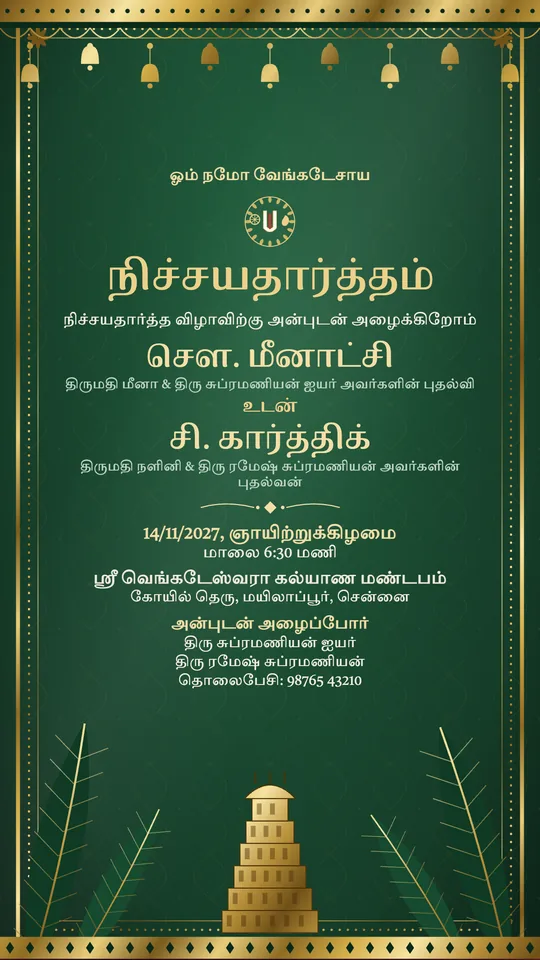 ஓம் நமோ வேங்கடேசாய
நிச்சயதார்த்தம்
நிச்சயதார்த்த விழாவிற்கு அன்புடன் அழைக்கிறோம்
சௌ. மீனாட்சி
திருமதி மீனா & திரு சுப்ரமணியன் ஐயர் அவர்களின் புதல்வி
உடன்
சி. கார்த்திக்
திருமதி நளினி & திரு ரமேஷ் சுப்ரமணியன் அவர்களின்
புதல்வன்
14/11/2027, ஞாயிற்றுக்கிழமை
மாலை 6:30 மணி
ஸ்ரீ வெங்கடேஸ்வரா கல்யாண மண்டபம்
கோயில் தெரு, மயிலாப்பூர், சென்னை
அன்புடன் அழைப்போர்
திரு சுப்ரமணியன் ஐயர்
திரு ரமேஷ் சுப்ரமணியன்
தொலைபேசி: 98765 43210